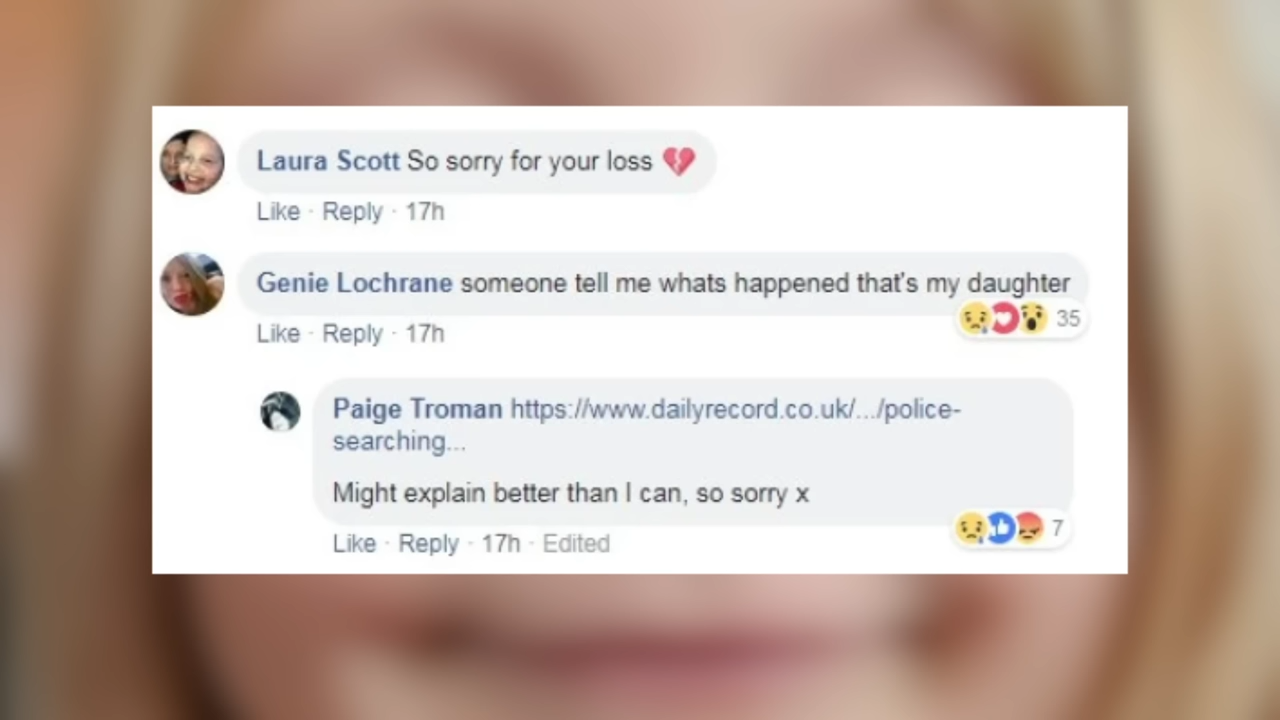 Laura Scott So sorry for your loss 💔
Like · Reply · 17h
Genie Lochrane someone tell me whats happened that's my daughter
35
Like · Reply · 17h
Paige Troman https://www.dailyrecord.co.uk/.../police-
searching...
Might explain better than I can, so sorry x
7
Like · Reply · 17h · Edited